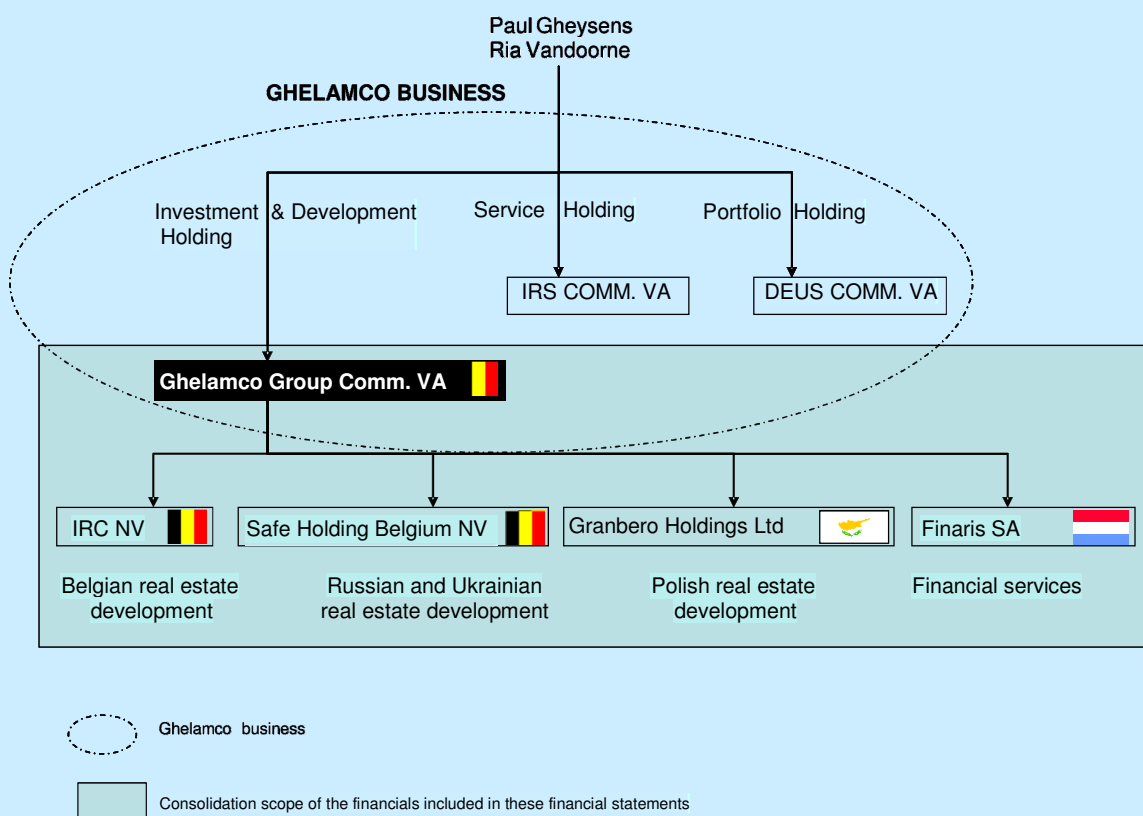 Paul Gheysens
Ria Vandoorne
GHELAMCO BUSINESS
Investment & Development
Holding
Service Holding
Portfolio Holding
IRS COMM. VA
DEUS COMM. VA
Ghelamco Group Comm. VA
IRC NV
Safe Holding Belgium NV
Granbero Holdings Ltd
Finaris SA
Belgian real estate
development
Russian and Ukrainian
real estate development
Polish real estate
development
Financial services
Ghelamco business
Consolidation scope of the financials included in these financial statements